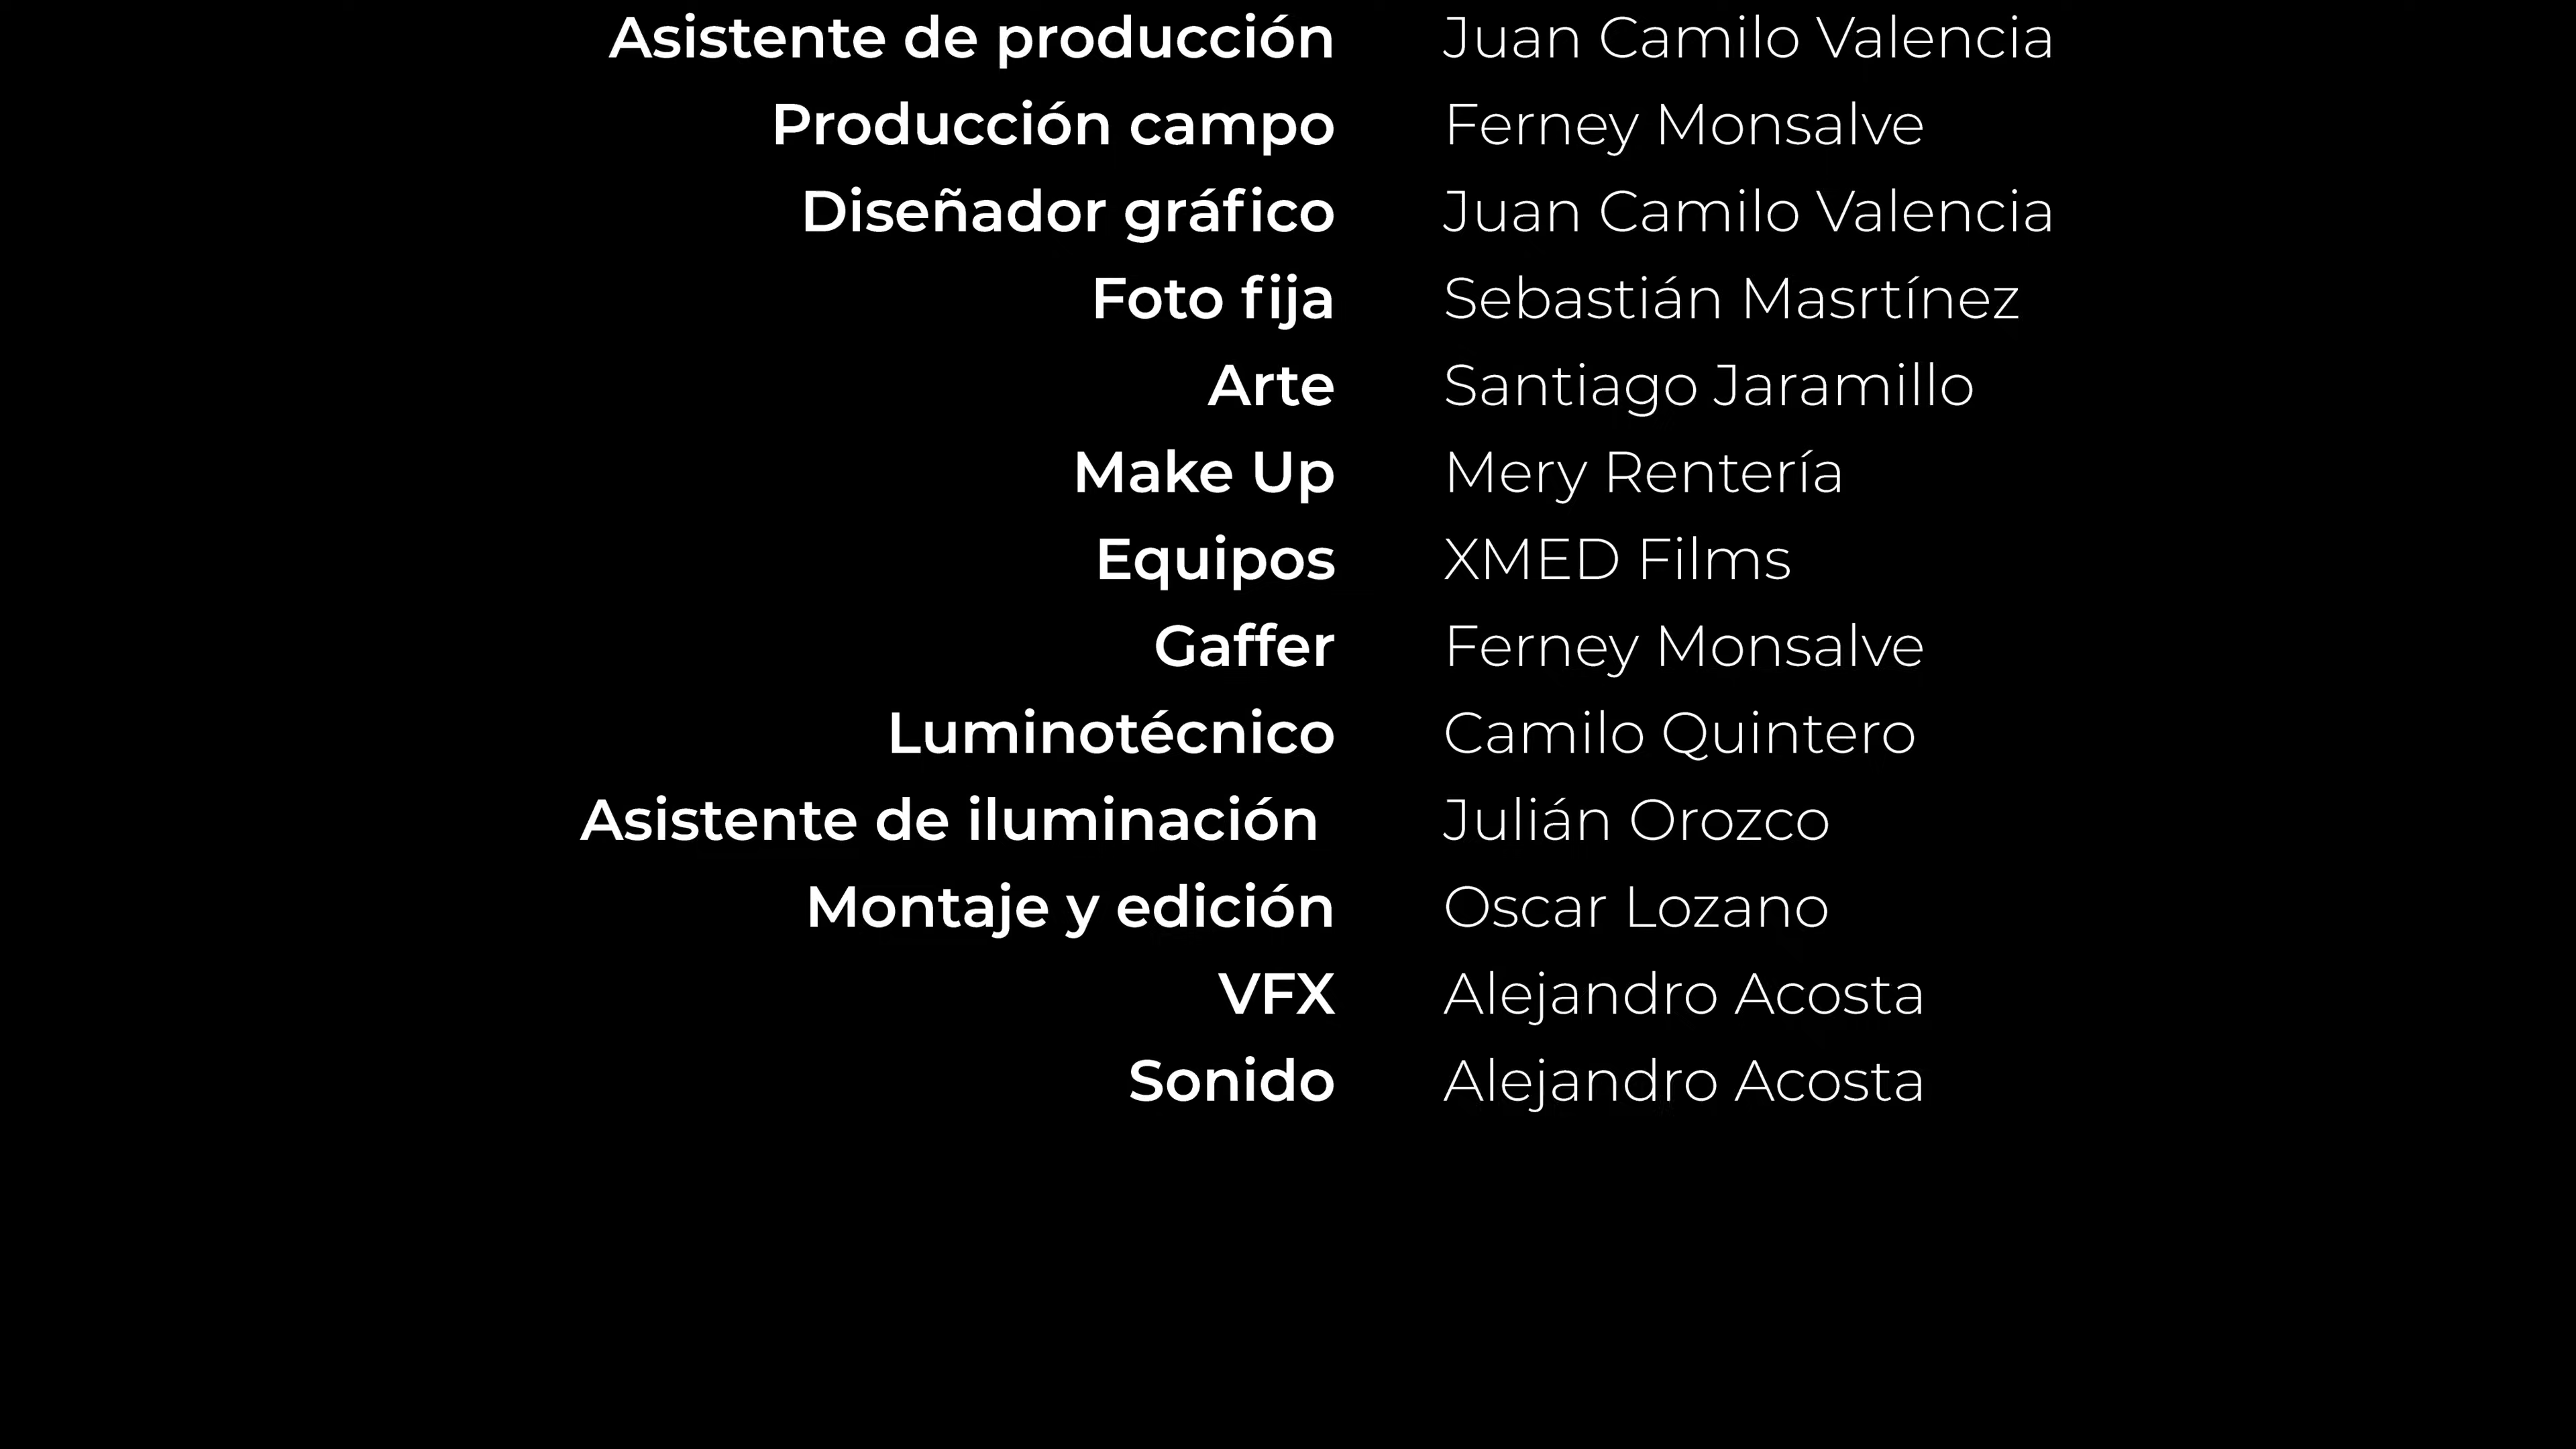 Asistente de producción Juan Camilo Valencia
Producción campo Ferney Monsalve
Diseñador gráfico Juan Camilo Valencia
Foto fija Sebastián Masrtínez
Arte Santiago Jaramillo
Make Up Mery Rentería
Equipos XMED Films
Gaffer Ferney Monsalve
Luminotécnico Camilo Quintero
Asistente de iluminación Julián Orozco
Montaje y edición Oscar Lozano
VFX Alejandro Acosta
Sonido Alejandro Acosta